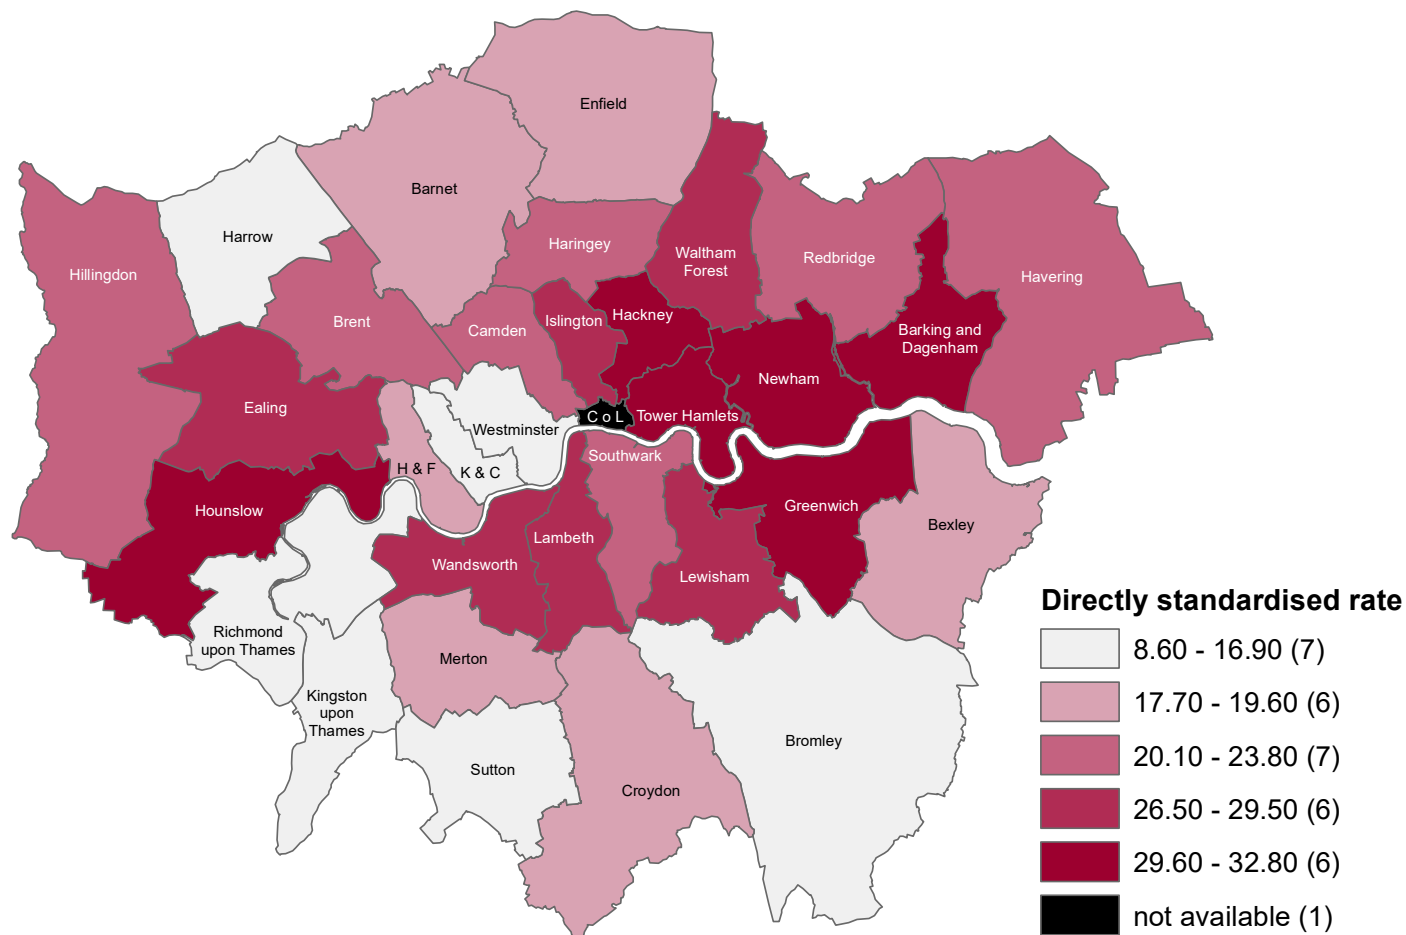 Enfield
Barnet
Harrow
Haringey
Waltham
Forest
Redbridge
Hillingdon
Havering
Brent
Camden
Islington
Hackney
Barking and
Dagenham
Newham
Ealing
C o L
Tower Hamlets
Westminster
Southwark
H & F
K & C
Hounslow
Greenwich
Bexley
Lambeth
Wandsworth
Lewisham
Richmond
upon Thames
Merton
Kingston
upon
Thames
Sutton
Croydon
Bromley
Directly standardised rate
8.60 - 16.90 (7)
17.70 - 19.60 (6)
20.10 - 23.80 (7)
26.50 - 29.50 (6)
29.60 - 32.80 (6)
not available (1)